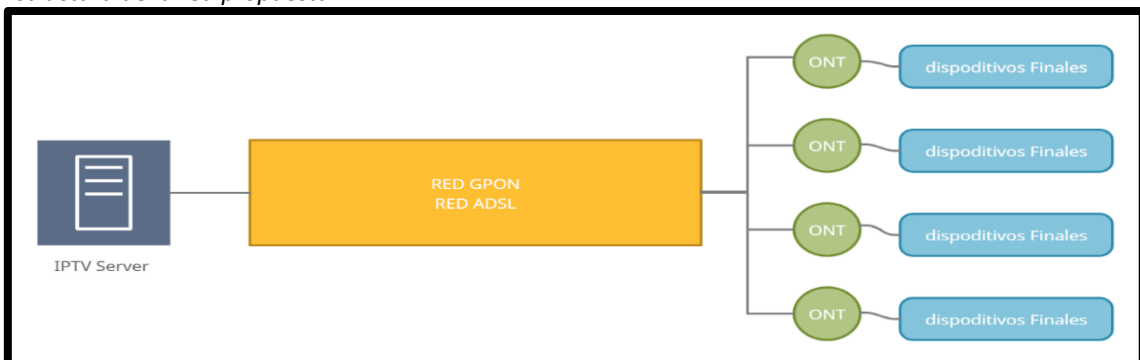 IPTV Server
RED GPON
RED ADSL
ONT
dispoditivos Finales
ONT
dispoditivos Finales
ONT
dispoditivos Finales
ONT
dispoditivos Finales